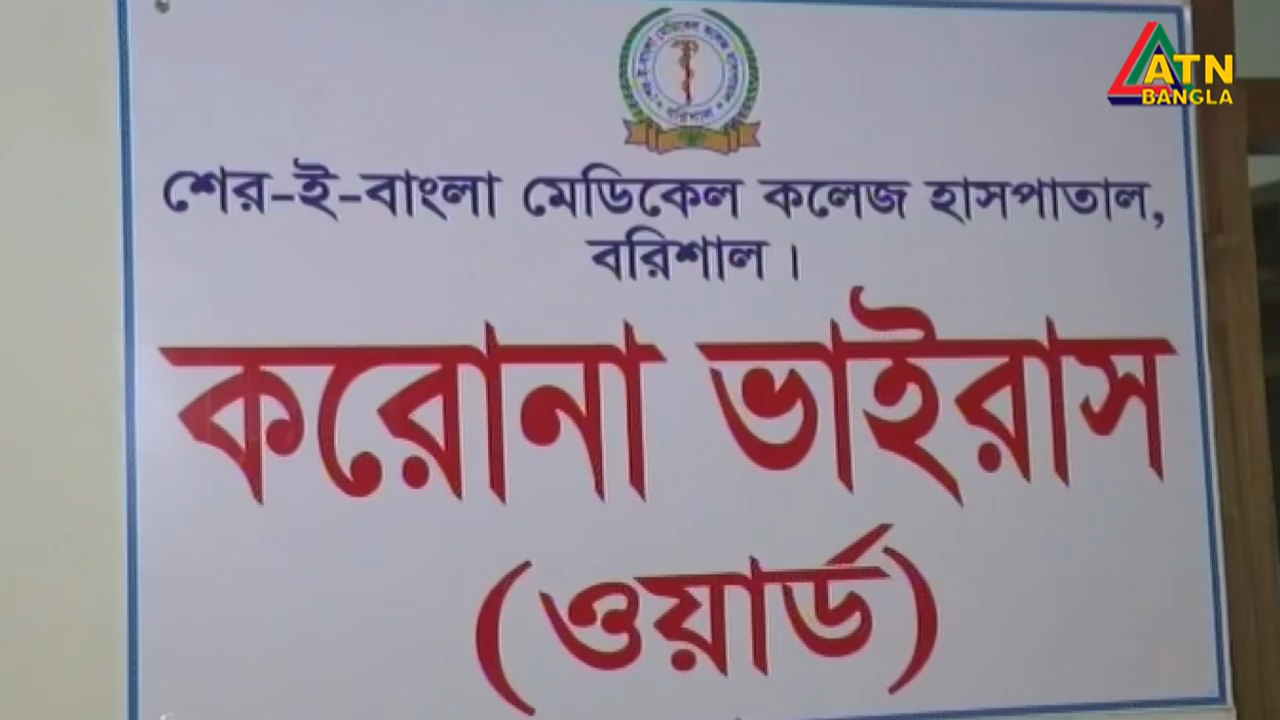 ATN
BANGLA
শের-ই-বাংলা মেডিকেল কলেজ হাসপাতাল,
বরিশাল।
করোনা ভাইরাস
(ওয়ার্ড)